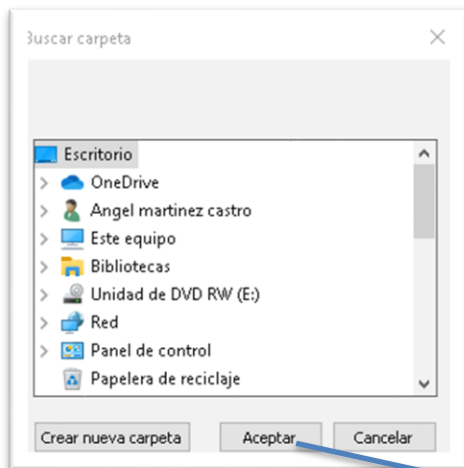 Buscar carpeta
Escritorio
OneDrive
Angel martinez castro
Este equipo
Bibliotecas
Unidad de DVD RW (E:)
Red
Panel de control
Papelera de reciclaje
Crear nueva carpeta
Aceptar
Cancelar